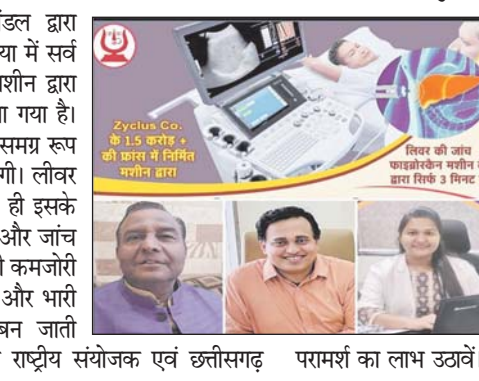 ंडल द्वारा
या में सर्व
शीन द्वारा
ा गया है।
समग्र रूप
गी। लीवर
ही इसके
और जांच
ी कमजोरी
और भारी
बन जाती
राष्ट्रीय संयोजक एवं छत्तीसगढ़
Zyclus Co.
के 1.5 करोड़ +
की फ्रांस में निर्मित
मशीन द्वारा
लिवर की जांच
फाइब्रोस्केन मशीन
द्वारा सिर्फ 3 मिनट
परामर्श का लाभ उठावें।